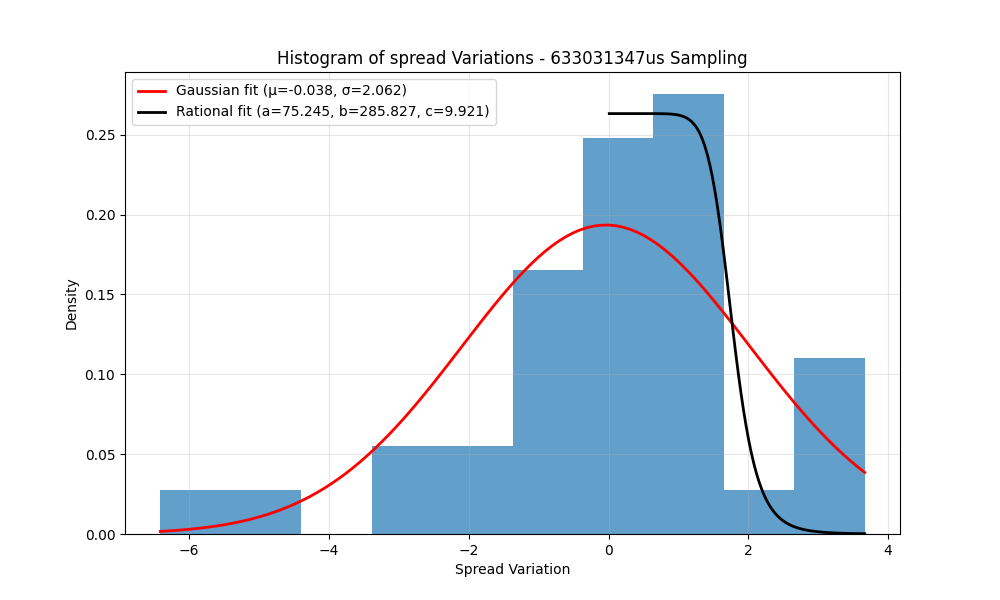 Histogram of spread Variations - 633031347us Sampling
Gaussian fit (μ=-0.038, σ=2.062)
Rational fit (a=75.245, b=285.827, c=9.921)
Density
0.25
0.20
0.15
0.10
0.05
0.00
−6 −4 −2 0 2 4
Spread Variation